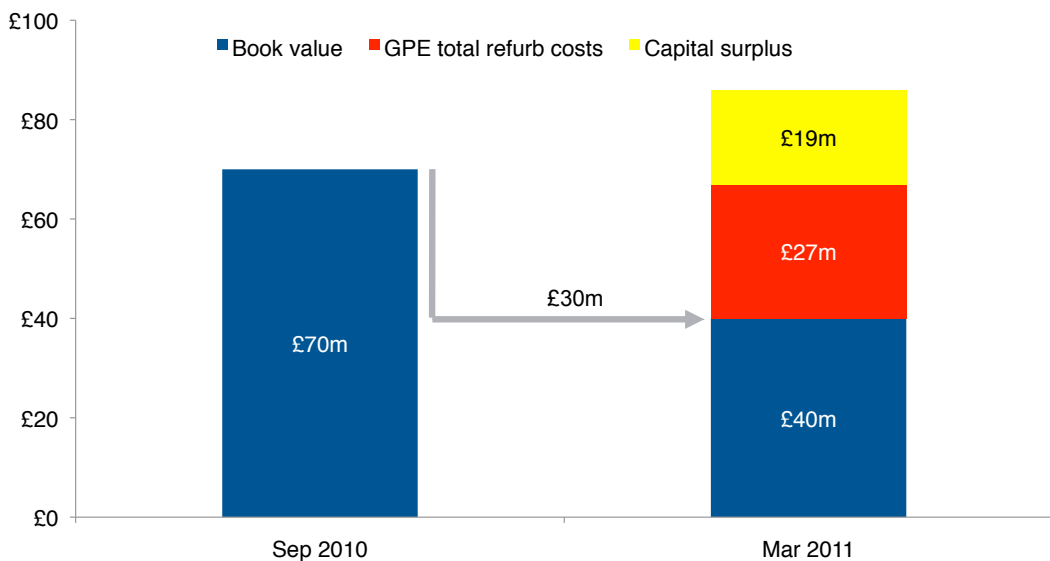 £100
Book value GPE total refurb costs Capital surplus
£80
£19m
£60
£27m
£30m
£40
£70m
£40m
£20
£0
Sep 2010 Mar 2011